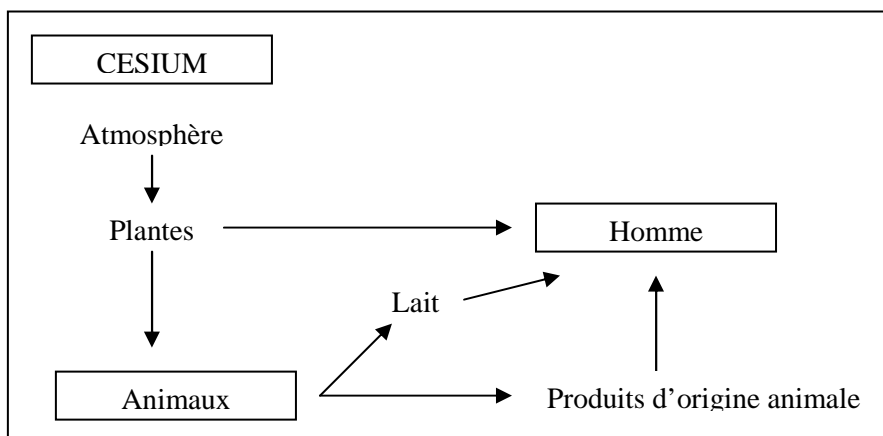 CESIUM
Atmosphère
Plantes
Homme
Lait
Animaux
Produits d'origine animale